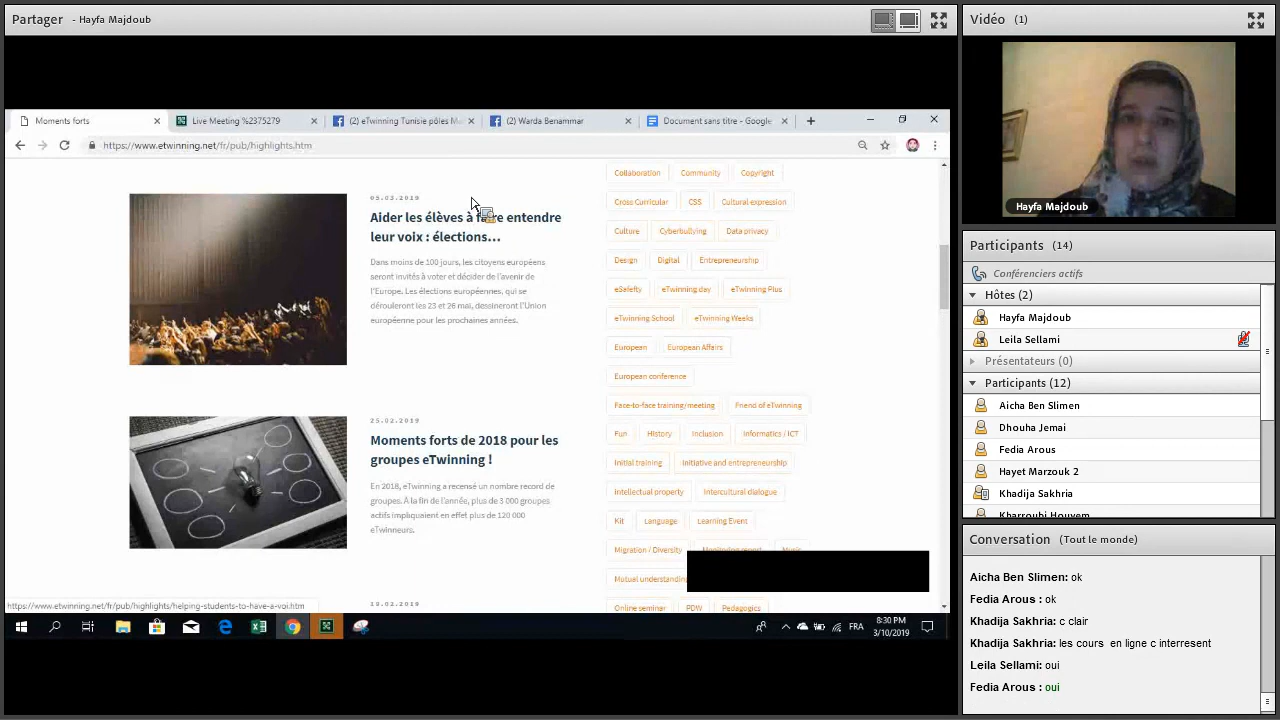 Partager - Hayfa Majdoub
Moments forts
Live Meeting %2375279
(2) eTwinning Tunisie pôles M
(2) Warda Benammar
Document sans titre - Google
https://www.etwinning.net/fr/pub/highlights.htm
05.03.2019
Aider les élèves à faire entendre
leur voix : élections...
Dans moins de 100 jours, les citoyens européens
seront invités à voter et décider de l'avenir de
l'Europe. Les élections européennes, qui se
dérouleront les 23 et 26 mai, dessineront l'Union
européenne pour les prochaines années.
25.02.2019
Moments forts de 2018 pour les
groupes eTwinning !
En 2018, eTwinning a recensé un nombre record de
groupes. À la fin de l'année, plus de 3 000 groupes
actifs impliquaient en effet plus de 120 000
eTwinneurs.
18.02.2019
Collaboration Community Copyright
Cross Curricular CSS Cultural expression
Culture Cyberbullying Data privacy
Design Digital Entrepreneurship
eSafety eTwinning day eTwinning Plus
eTwinning School eTwinning Weeks
European European Affairs
European conference
Face-to-face training/meeting Friend of eTwinning
Fun History Inclusion Informatics / ICT
Initial training Initiative and entrepreneurship
Intellectual property Intercultural dialogue
Kit Language Learning Event
Migration / Diversity Monitoring report Music
Mutual understanding
Online seminar PDW Pedagogics
https://www.etwinning.net/fr/pub/highlights/helping-students-to-have-a-voi.htm
FRA
8:30 PM
3/10/2019
Vidéo (1)
Hayfa Majdoub
Participants (14)
Conférenciers actifs
Hôtes (2)
Hayfa Majdoub
Leila Sellami
Présentateurs (0)
Participants (12)
Aicha Ben Slimen
Dhouha Jemai
Fedia Arous
Hayet Marzouk 2
Khadija Sakhria
Kharroubi Houyem
Conversation (Tout le monde)
Aicha Ben Slimen: ok
Fedia Arous : ok
Khadija Sakhria: c clair
Khadija Sakhria: les cours en ligne c interresent
Leila Sellami: oui
Fedia Arous : oui